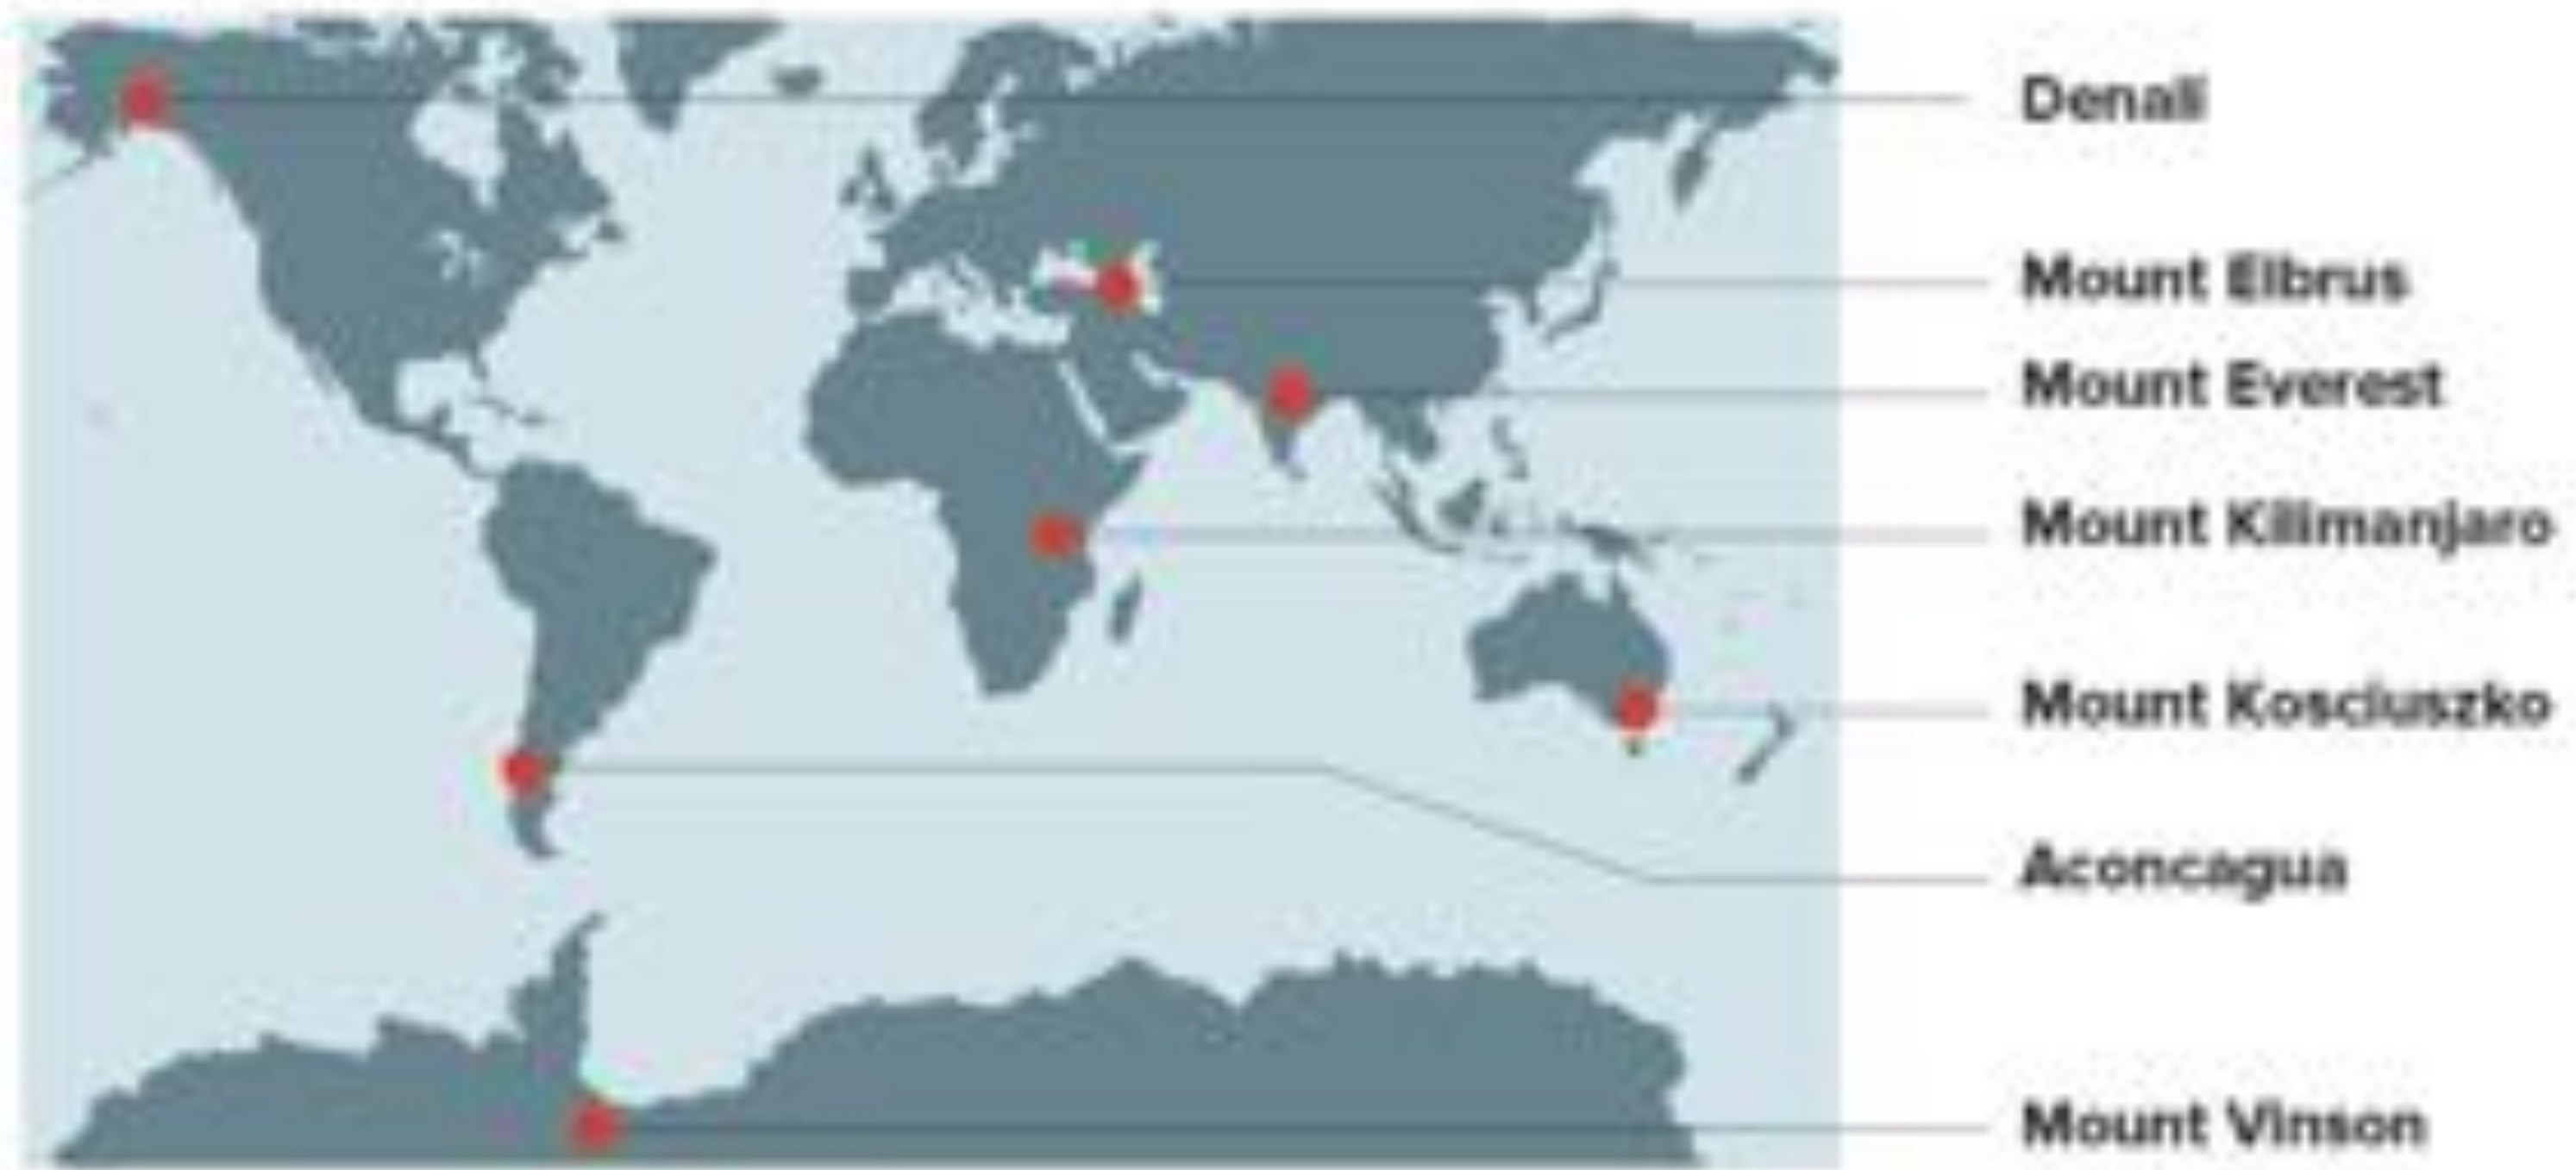 Denali
Mount Elbrus
Mount Everest
Mount Kilimanjaro
Mount Kosciuszko
Aconcagua
Mount Vinson